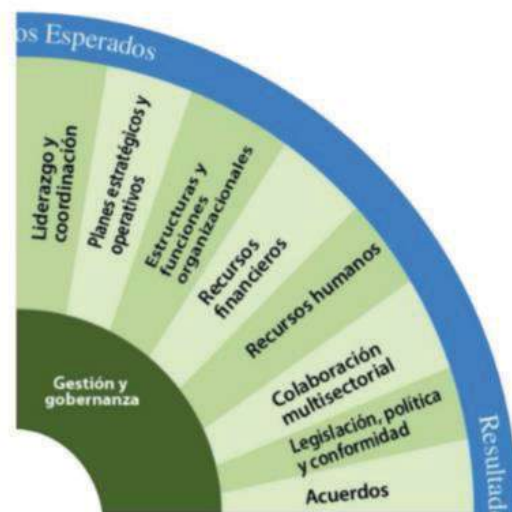 os Esperados
Liderazgo y
coordinación
Planes estratégicos y
operativos
Estructuras y
funciones
organizacionales
Recursos
financieros
Recursos humanos
Colaboración
multisectorial
Legislación, política
y conformidad
Acuerdos
Gestión y
gobernanza
Resultad